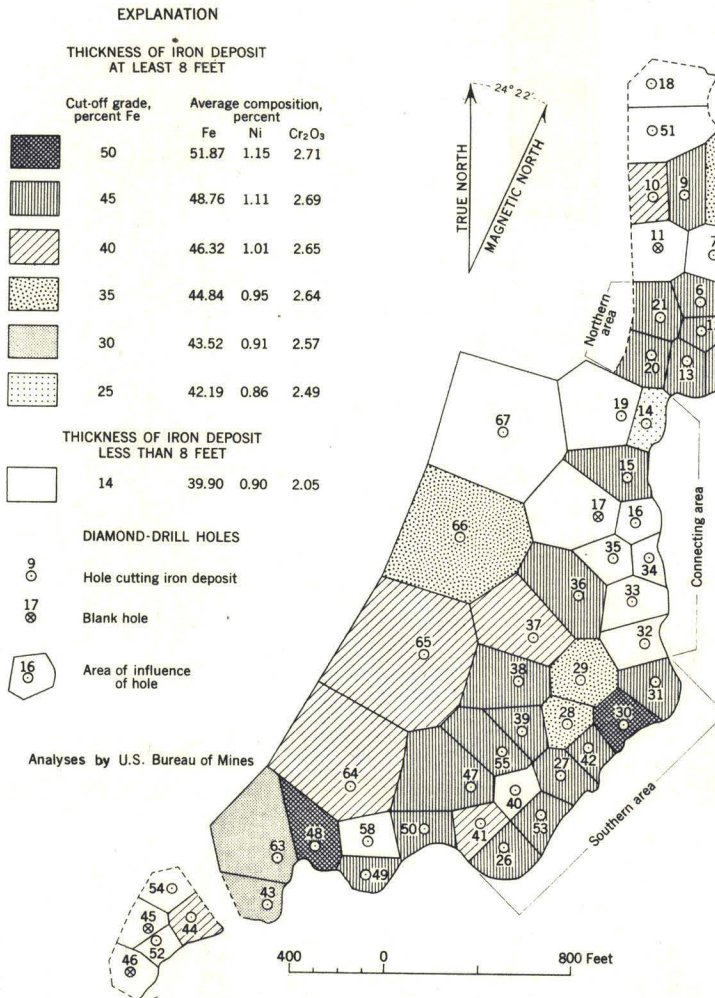 EXPLANATION
THICKNESS OF IRON DEPOSIT
AT LEAST 8 FEET
Cut-off grade,
percent Fe
Average composition,
percent
Fe Ni Cr₂O₃
50 51.87 1.15 2.71
45 48.76 1.11 2.69
40 46.32 1.01 2.65
35 44.84 0.95 2.64
30 43.52 0.91 2.57
25 42.19 0.86 2.49
THICKNESS OF IRON DEPOSIT
LESS THAN 8 FEET
14 39.90 0.90 2.05
DIAMOND-DRILL HOLES
9
Hole cutting iron deposit
17
Blank hole
16
Area of influence
of hole
Analyses by U.S. Bureau of Mines
24°22'
TRUE NORTH
MAGNETIC NORTH
18
51
10
9
11
7
6
21
20
13
Northern
area
67
19
14
15
17
16
66
35
34
36
33
Connecting area
37
32
65
29
38
31
30
28
39
42
55
27
64
47
40
Southern area
53
41
50
48
58
26
63
49
43
54
45
44
52
46
400 0 800 Feet